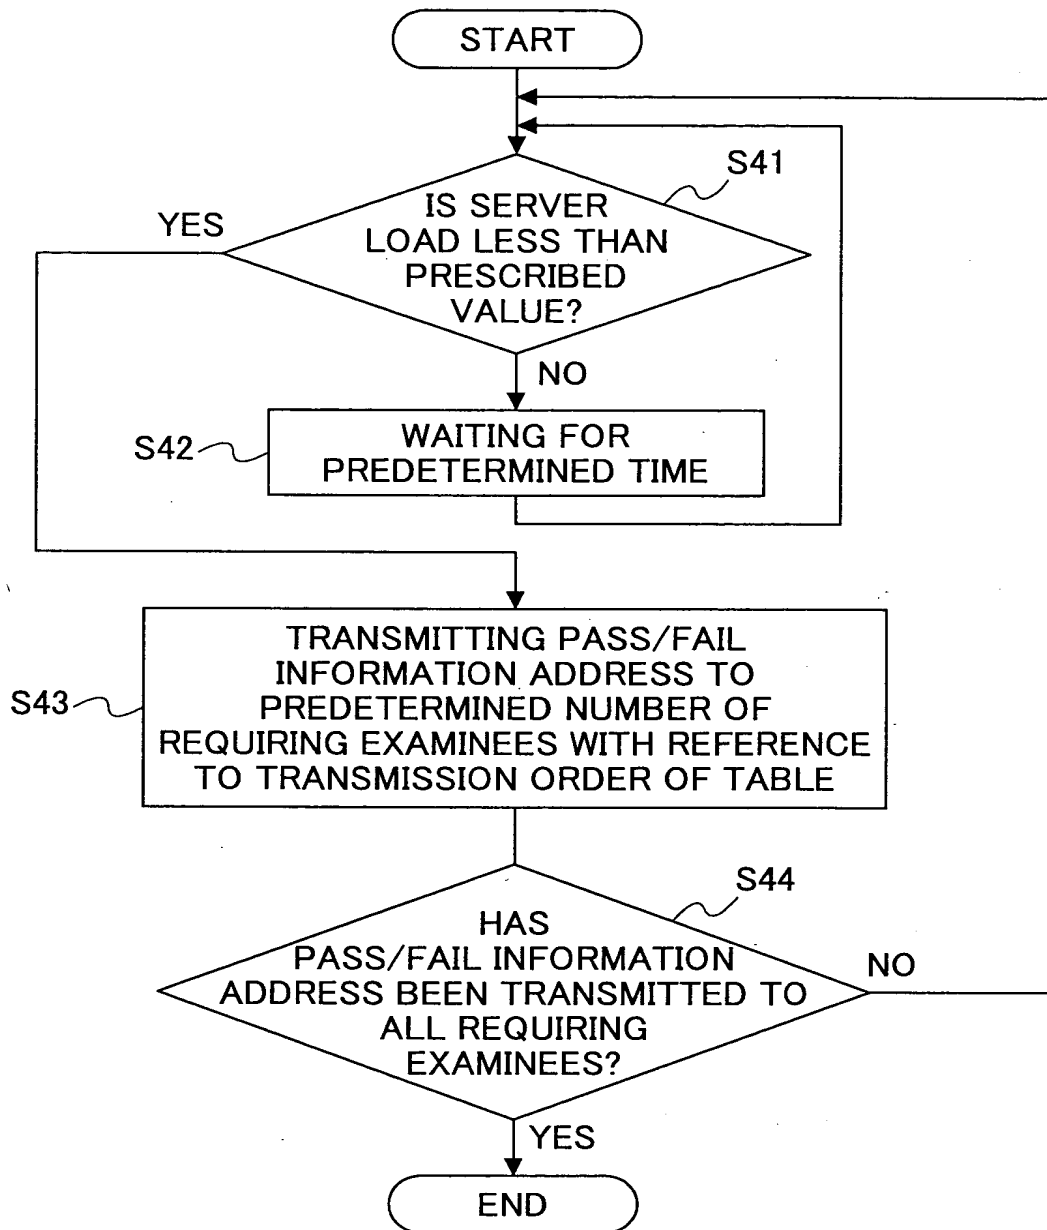 START
S41
YES
IS SERVER
LOAD LESS THAN
PRESCRIBED
VALUE?
NO
S42
WAITING FOR
PREDETERMINED TIME
S43
TRANSMITTING PASS/FAIL
INFORMATION ADDRESS TO
PREDETERMINED NUMBER OF
REQUIRING EXAMINEES WITH REFERENCE
TO TRANSMISSION ORDER OF TABLE
S44
HAS
PASS/FAIL INFORMATION
ADDRESS BEEN TRANSMITTED TO
ALL REQUIRING
EXAMINEES?
NO
YES
END